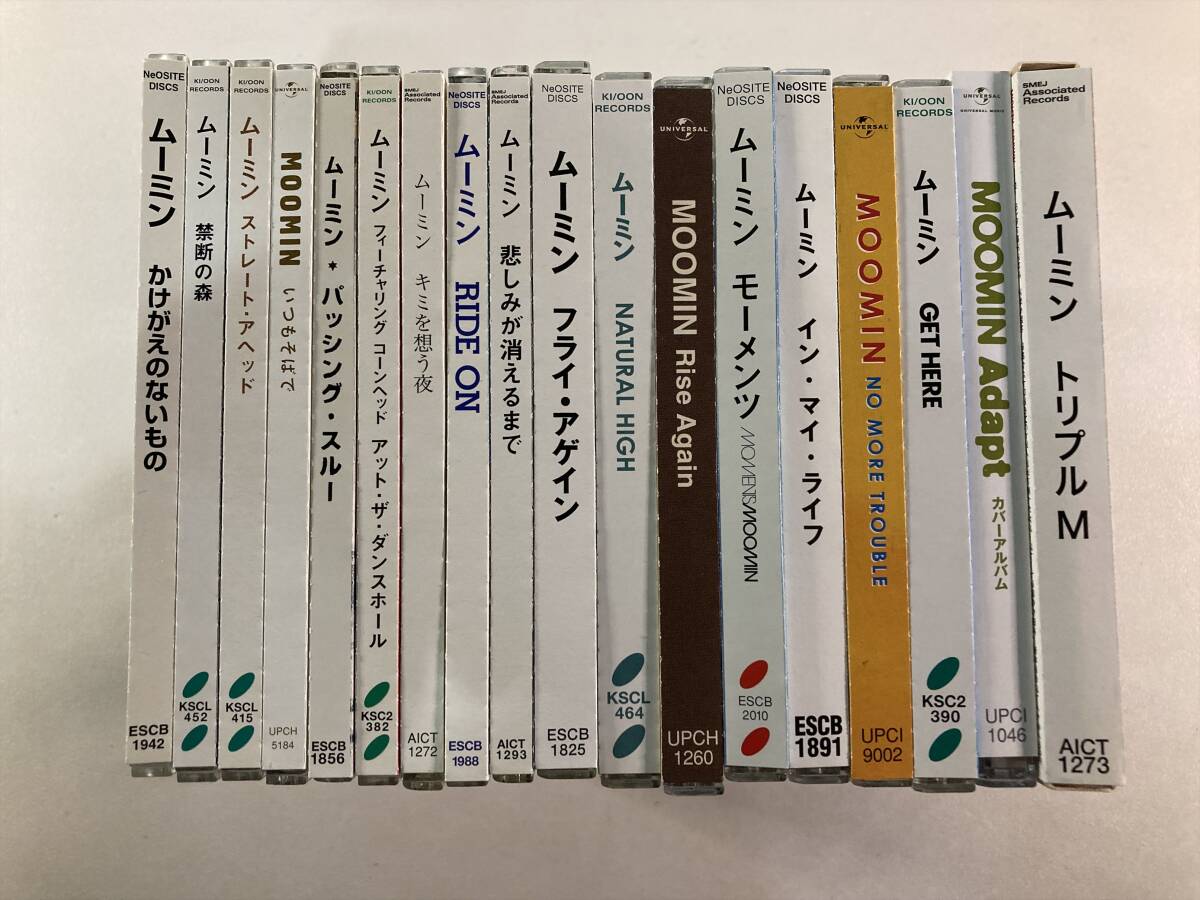 NeOSITE
DISCS
ムーミン かけがえのないもの
ESCB
1942
KI/OON
RECORDS
ムーミン 禁断の森
KSCL
452
KI/OON
RECORDS
ムーミン ストレート・アヘッド
KSCL
415
UNIVERSAL
MOOMIN いつもそばで
UPCH
5184
NeOSITE
DISCS
ムーミン * パッシング・スルー
ESCB
1856
KI/OON
RECORDS
ムーミン フィーチャリング コーンヘッド アット・ザ・ダンスホール
KSC2
382
SMEJ
Associated
Records
ムーミン キミを想う夜
AICT
1272
NeOSITE
DISCS
ムーミン RIDE ON
ESCB
1988
SMEJ
Associated
Records
ムーミン 悲しみが消えるまで
AICT
1293
NeOSITE
DISCS
ムーミン フライ・アゲイン
ESCB
1825
KI/OON
RECORDS
ムーミン NATURAL HIGH
KSCL
464
UNIVERSAL
MOOMIN Rise Again
UPCH
1260
NeOSITE
DISCS
ムーミン モーメンツ MOMENTSMOOMIN
ESCB
2010
NeOSITE
DISCS
ムーミン イン・マイ・ライフ
ESCB
1891
UNIVERSAL
MOOMIN NO MORE TROUBLE
UPCI
9002
KI/OON
RECORDS
ムーミン GET HERE
KSC2
390
UNIVERSAL MUSIC
MOOMIN Adapt カバーアルバム
UPCI
1046
SMEJ
Associated
Records
ムーミン トリプル M
AICT
1273